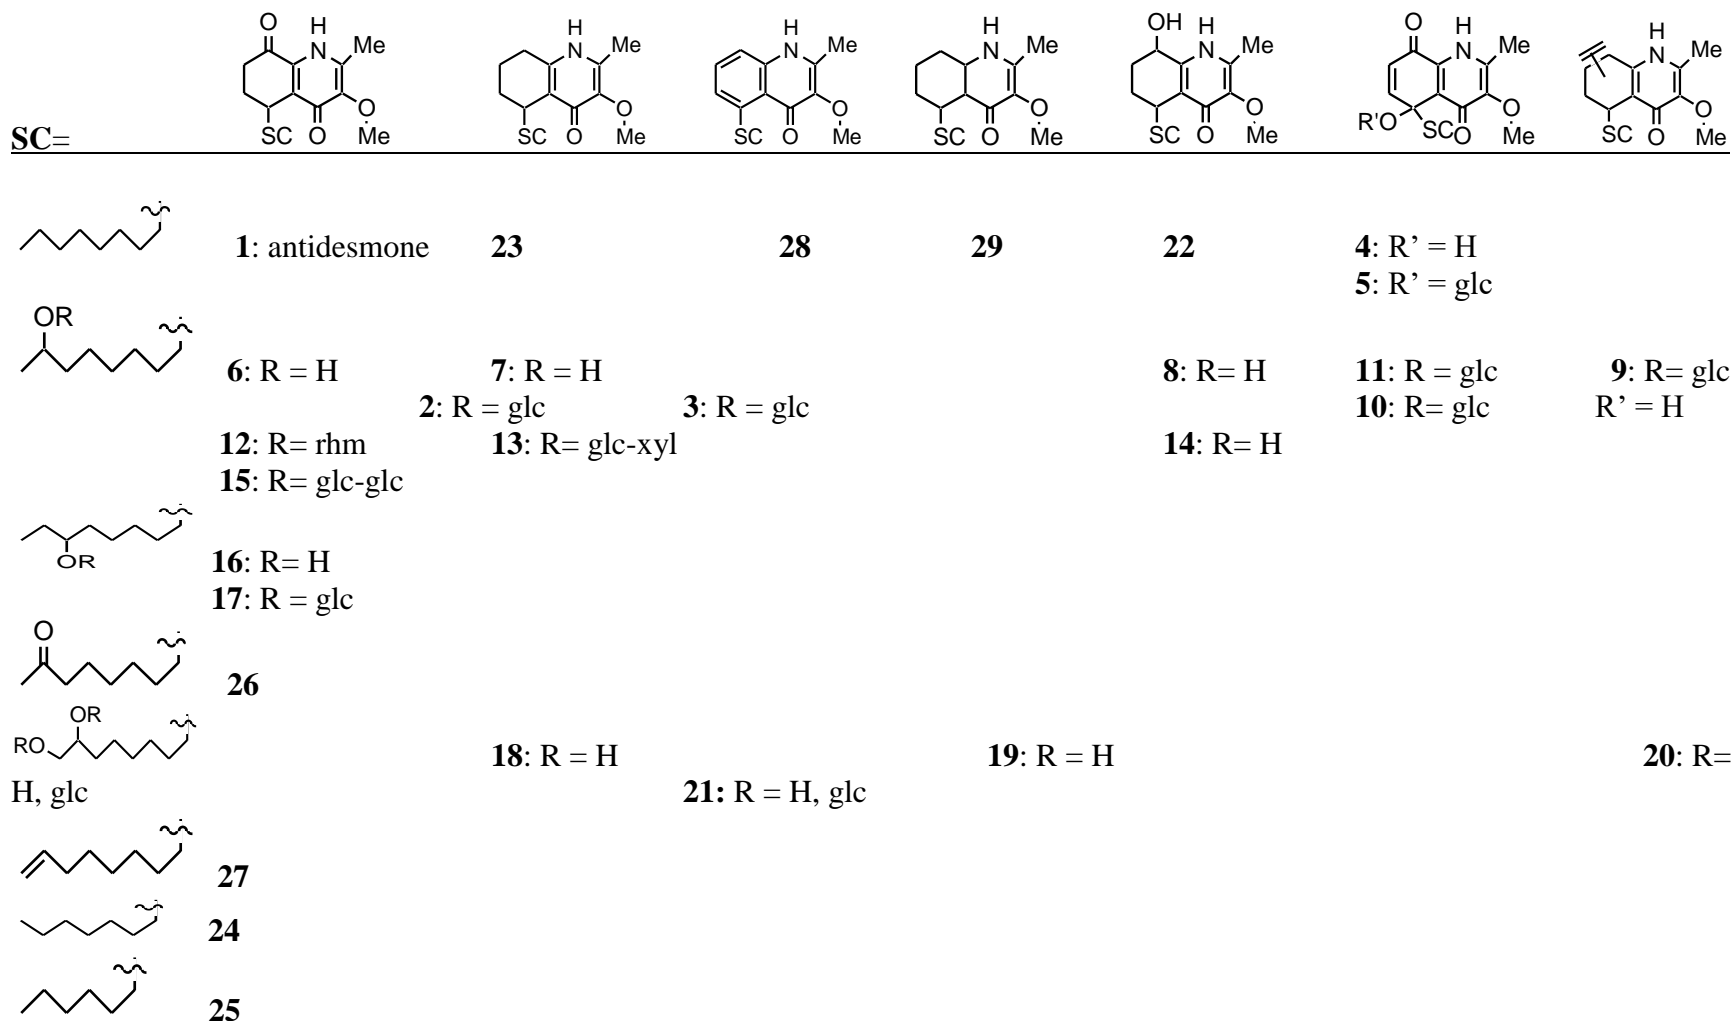 O H N Me O Me SC O
H N Me O Me SC O
H N Me O Me SC O
H N Me O Me SC O
OH H N Me O Me SC O
O H N Me O Me R'O SC O
H N Me O Me SC O
SC=
1: antidesmone 23 28 29 22 4: R’ = H
5: R’ = glc
OR
6: R = H 7: R = H 8: R= H 11: R = glc 9: R= glc
2: R = glc 3: R = glc 10: R= glc R’ = H
12: R= rhm 13: R= glc-xyl 14: R= H
15: R= glc-glc
OR
16: R= H
17: R = glc
O
26
OR
RO
18: R = H 19: R = H 20: R=
H, glc 21: R = H, glc
27
24
25